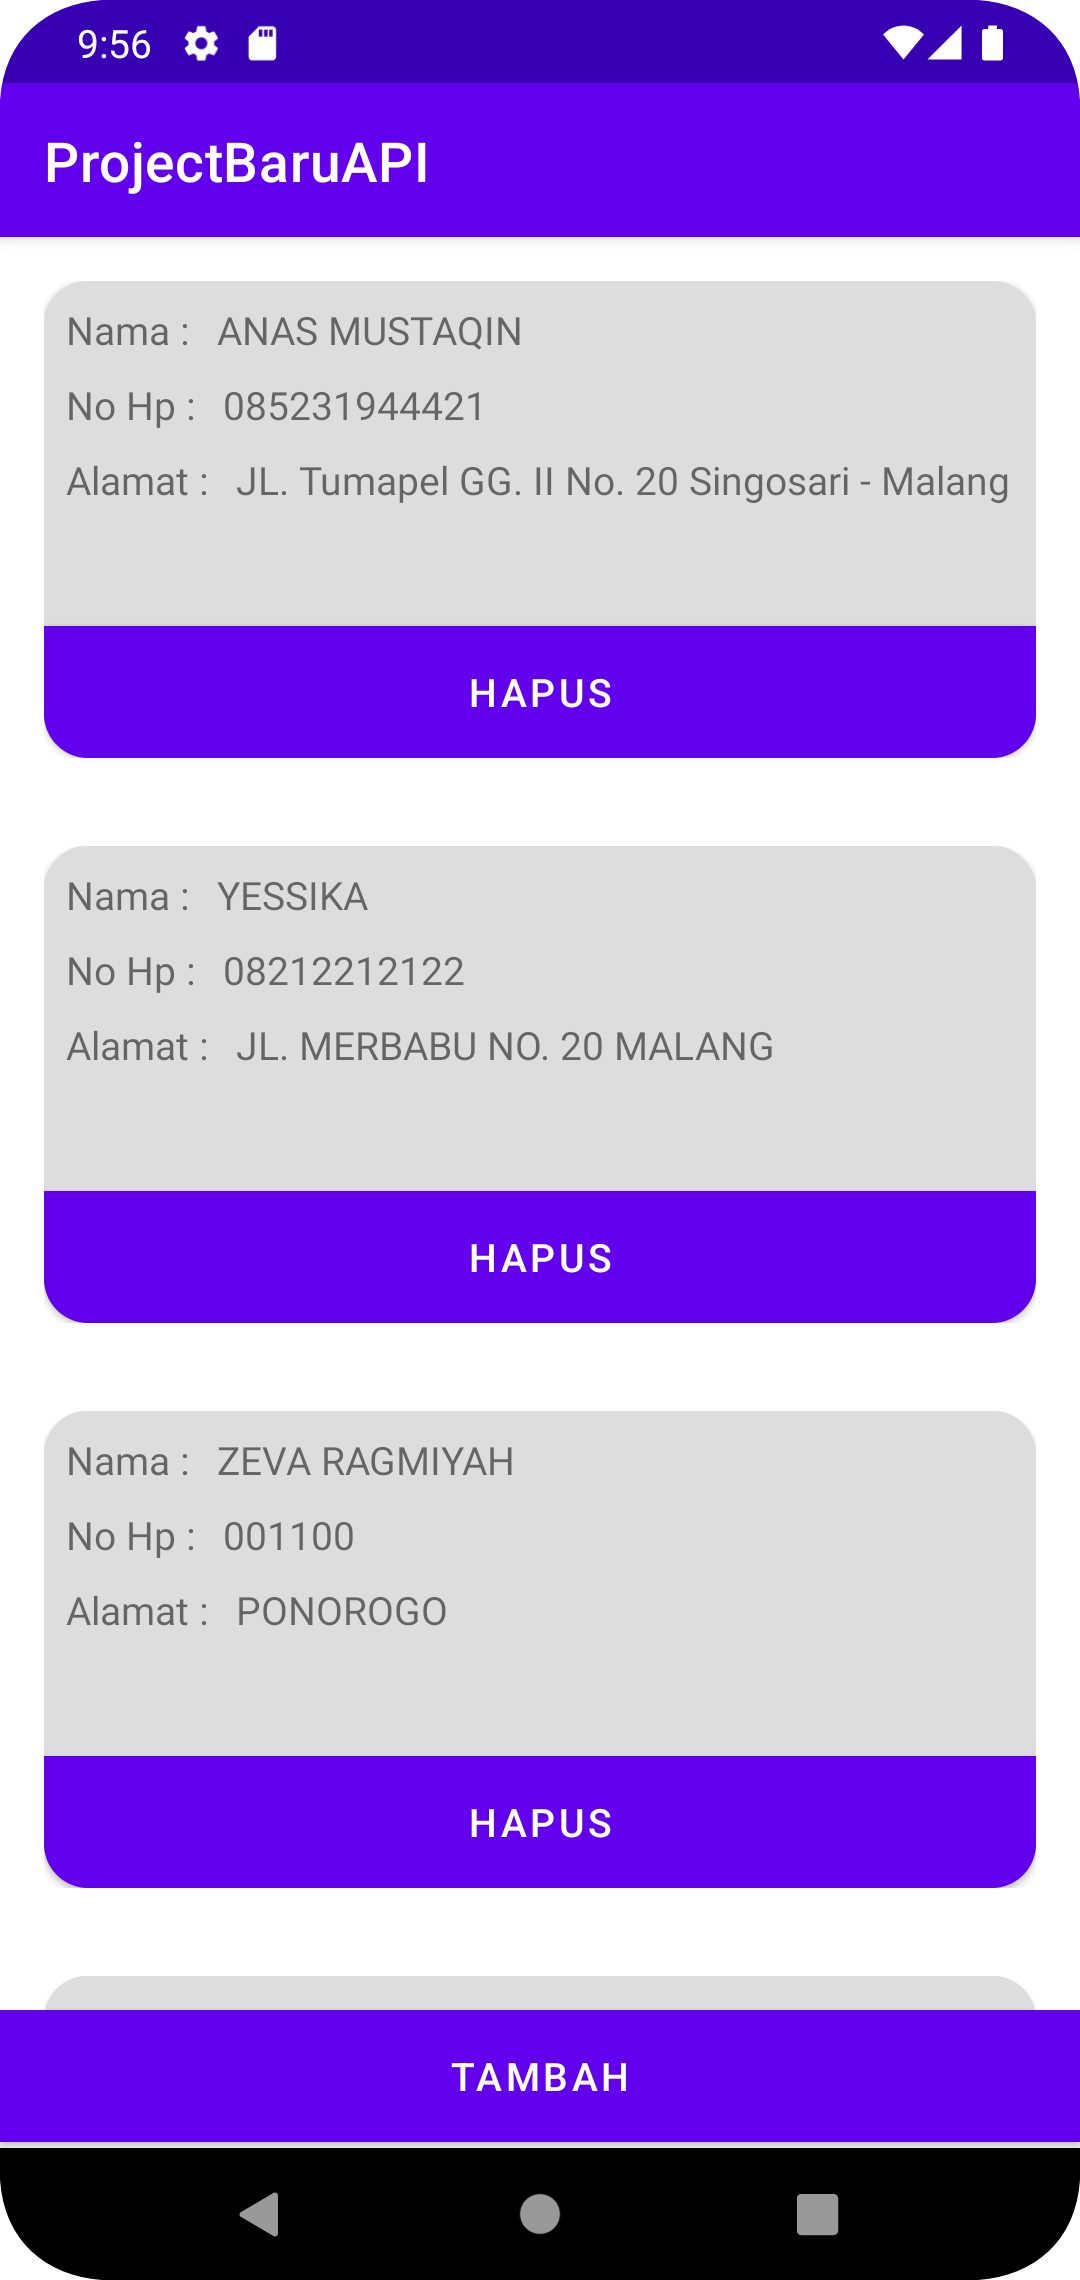 9:56
ProjectBaruAPI
Nama : ANAS MUSTAQIN
No Hp : 085231944421
Alamat : JL. Tumapel GG. II No. 20 Singosari - Malang
HAPUS
Nama : YESSIKA
No Hp : 08212212122
Alamat : JL. MERBABU NO. 20 MALANG
HAPUS
Nama : ZEVA RAGMIYAH
No Hp : 001100
Alamat : PONOROGO
HAPUS
TAMBAH